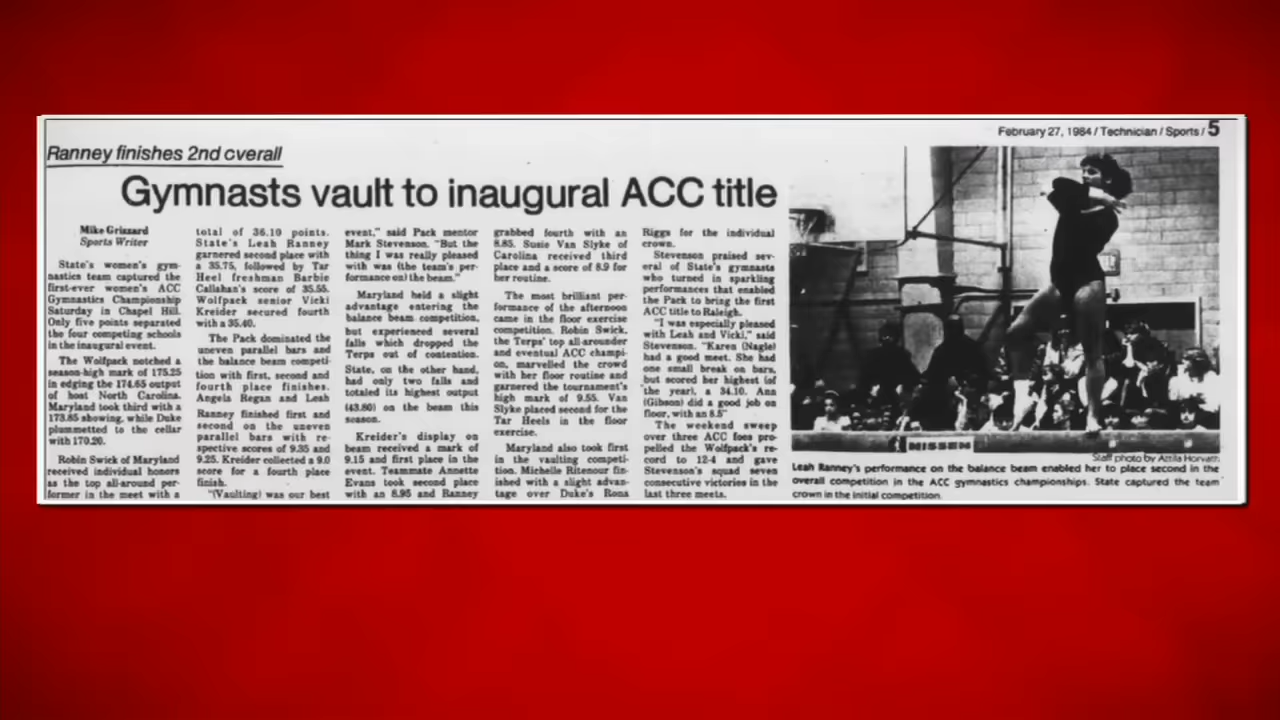 February 27, 1984 / Technician / Sports / 5
Ranney finishes 2nd overall
Gymnasts vault to inaugural ACC title
Mike Grizzard
Sports Writer
State's women's gym-
nastics team captured the
first-ever women's ACC
Gymnastics Championship
Saturday in Chapel Hill.
Only five points separated
the four competing schools
in the inaugural event.
The Wolfpack notched a
season-high mark of 175.25
in edging the 174.65 output
of host North Carolina.
Maryland took third with a
173.85 showing, while Duke
plummetted to the cellar
with 170.20.
Robin Swick of Maryland
received individual honors
as the top all-around per-
former in the meet with a
total of 36.10 points.
State's Leah Ranney
garnered second place with
a 35.75, followed by Tar
Heel freshman Barbie
Callahan's score of 35.55.
Wolfpack senior Vicki
Kreider secured fourth
with a 35.40.
The Pack dominated the
uneven parallel bars and
the balance beam competi-
tion with first, second and
fourth place finishes.
Angela Regan and Leah
Ranney finished first and
second on the uneven
parallel bars with re-
spective scores of 9.35 and
9.25. Kreider collected a 9.0
score for a fourth place
finish.
"(Vaulting) was our best
event," said Pack mentor
Mark Stevenson. "But the
thing I was really pleased
with was (the team's per-
formance on) the beam."
Maryland held a slight
advantage entering the
balance beam competition,
but experienced several
falls which dropped the
Terps out of contention.
State, on the other hand,
had only two falls and
totaled its highest output
(43.80) on the beam this
season.
Kreider's display on
beam received a mark of
9.15 and first place in the
event. Teammate Annette
Evans took second place
with an 8.95 and Ranney
grabbed fourth with an
8.85. Susie Van Slyke of
Carolina received third
place and a score of 8.9 for
her routine.
The most brilliant per-
formance of the afternoon
came in the floor exercise
competition. Robin Swick,
the Terps' top all-arounder
and eventual ACC champi-
on, marvelled the crowd
with her floor routine and
garnered the tournament's
high mark of 9.55. Van
Slyke placed second for the
Tar Heels in the floor
exercise.
Maryland also took first
in the vaulting competi-
tion. Michelle Ritenour fin-
ished with a slight advan-
tage over Duke's Rona
Riggs for the individual
crown.
Stevenson praised sev-
eral of State's gymnasts
who turned in sparkling
performances that enabled
the Pack to bring the first
ACC title to Raleigh.
"I was especially pleased
with Leah and Vicki," said
Stevenson. "Karen (Nagle)
had a good meet. She had
one small break on bars,
but scored her highest (of
the year), a 34.10. Ann
(Gibson) did a good job on
floor, with an 8.5"
The weekend sweep
over three ACC foes pro-
pelled the Wolfpack's re-
cord to 12-4 and gave
Stevenson's squad seven
consecutive victories in the
last three meets.
NISSEN
Staff photo by Attila Horvath
Leah Ranney's performance on the balance beam enabled her to place second in the
overall competition in the ACC gymnastics championships. State captured the team
crown in the initial competition.